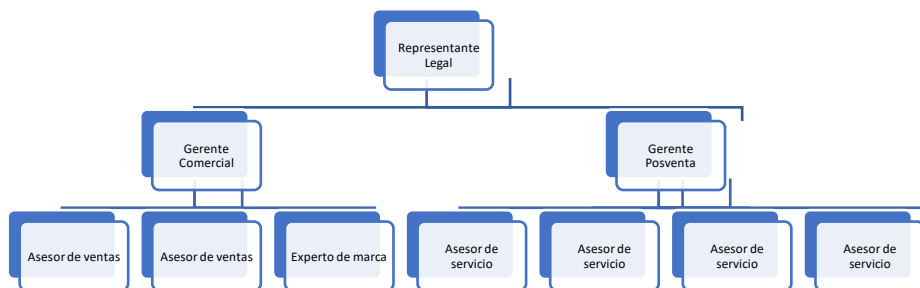 Representante
Legal
Gerente
Comercial
Gerente
Posventa
Asesor de ventas
Asesor de ventas
Experto de marca
Asesor de
servicio
Asesor de
servicio
Asesor de
servicio
Asesor de
servicio